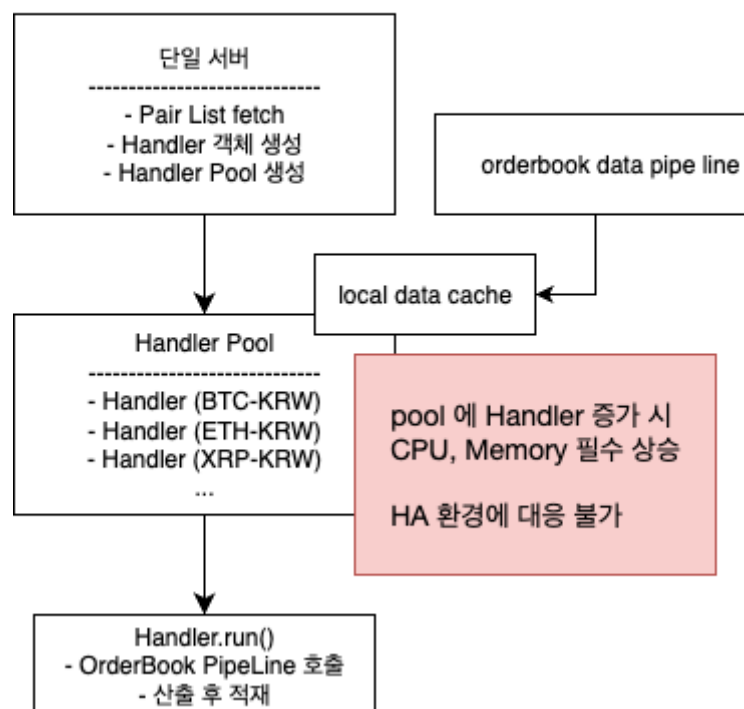 단일 서버
-----------------------------
- Pair List fetch
- Handler 객체 생성
- Handler Pool 생성
orderbook data pipe line
local data cache
Handler Pool
-----------------------------
- Handler (BTC-KRW)
- Handler (ETH-KRW)
- Handler (XRP-KRW)
...
pool 에 Handler 증가 시
CPU, Memory 필수 상승
HA 환경에 대응 불가
Handler.run()
- OrderBook PipeLine 호출
- 산출 후 적재